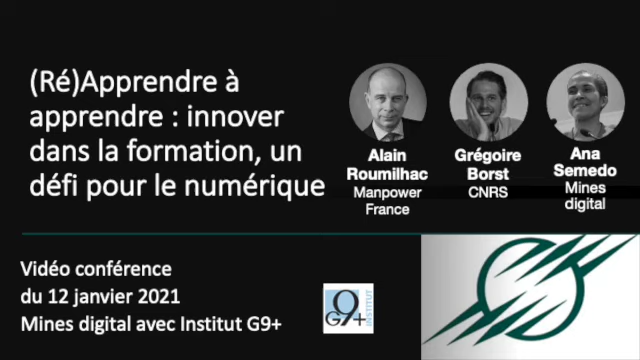 (Ré)Apprendre à
apprendre : innover
dans la formation, un
défi pour le numérique
Alain
Roumilhac
Manpower
France
Grégoire
Borst
CNRS
Ana
Semedo
Mines
digital
Vidéo conférence
du 12 janvier 2021
Mines digital avec Institut G9+
G9+
INSTITUT